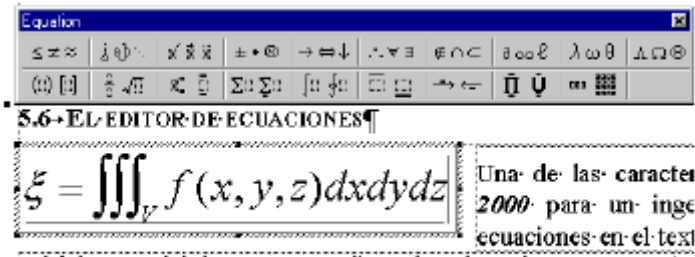 Equation
5.6 EL EDITOR DE ECUACIONES¶
ξ = ∭_V f(x, y, z)dxdydz
Una de las caracter
2000 para un inge
ecuaciones en el text